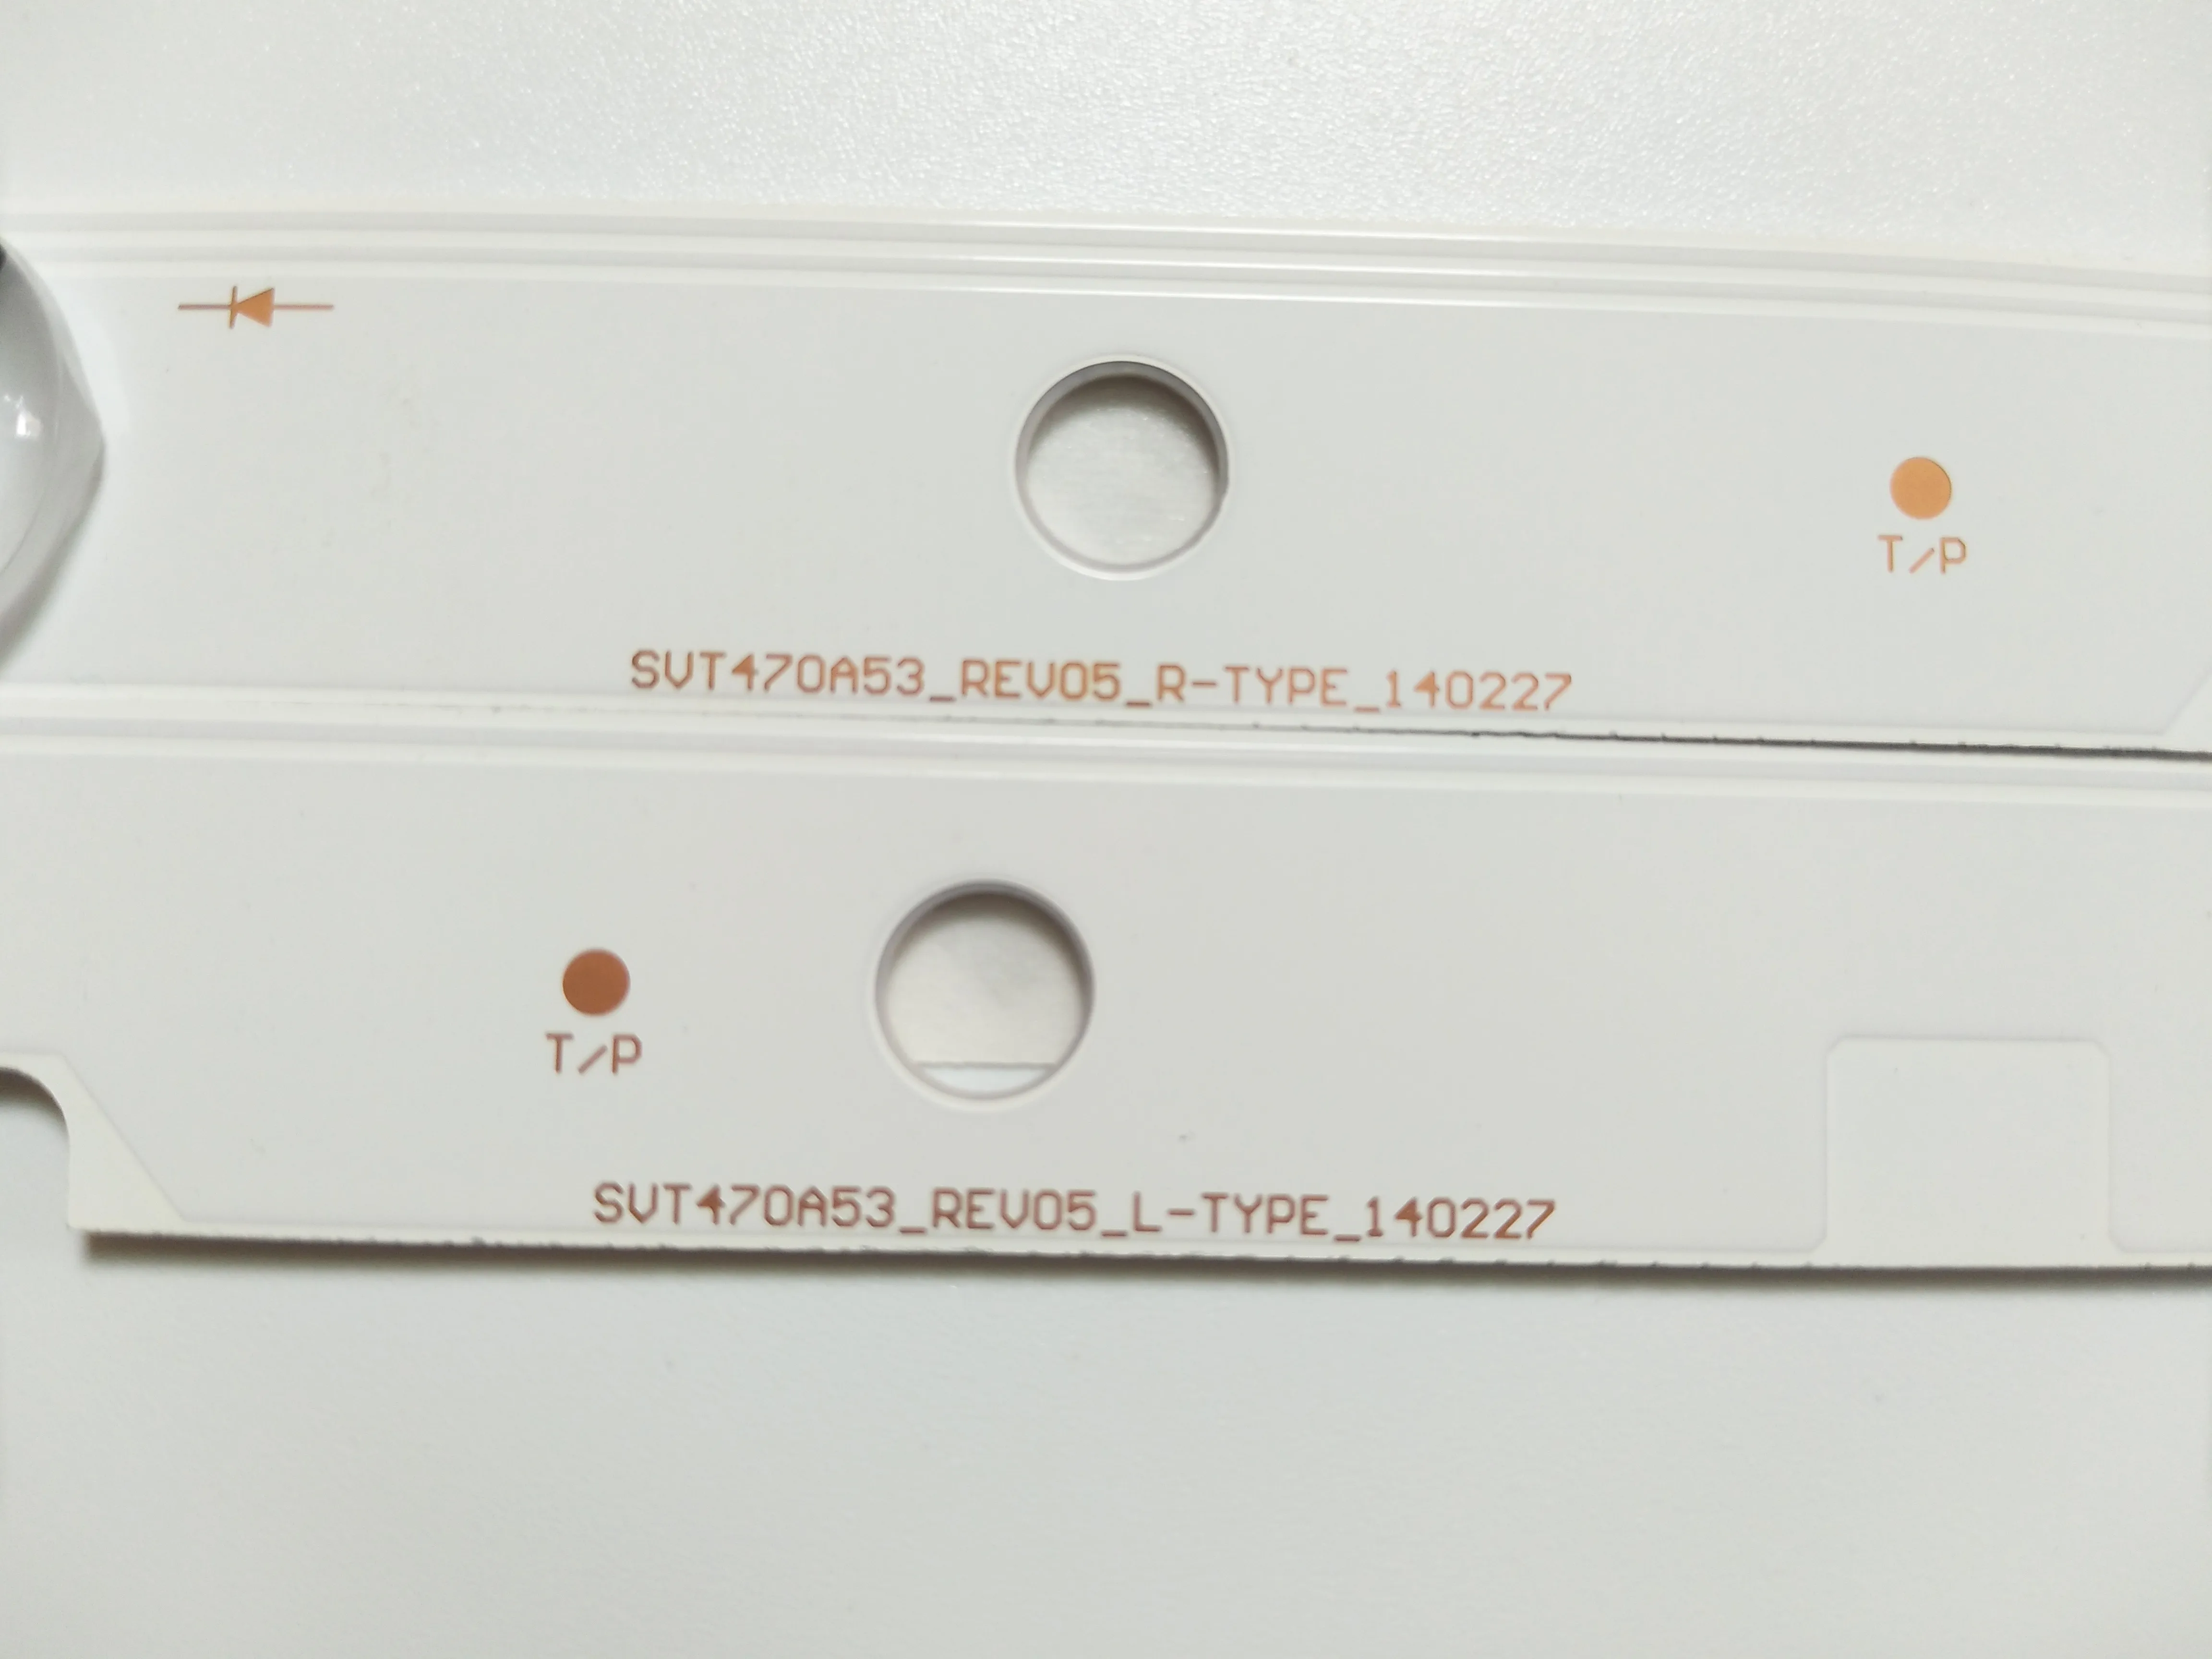 T/P
SVT470A53_REV05_R-TYPE_140227
T/P
SVT470A53_REV05_L-TYPE_140227